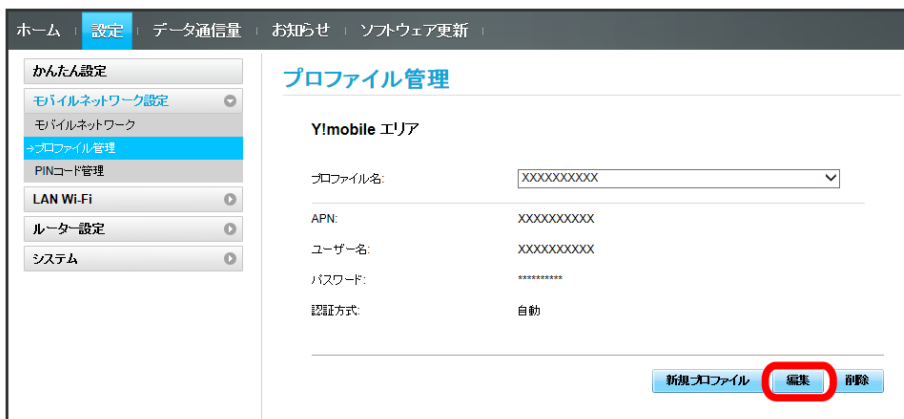 ホーム 設定 データ通信量 お知らせ ソフトウェア更新
かんたん設定
モバイルネットワーク設定
モバイルネットワーク
→プロファイル管理
PINコード管理
LAN Wi-Fi
ルーター設定
システム
プロファイル管理
Y!mobile エリア
プロファイル名: XXXXXXXXXX
APN: XXXXXXXXXX
ユーザー名: XXXXXXXXXX
パスワード: **********
認証方式: 自動
新規プロファイル 編集 削除